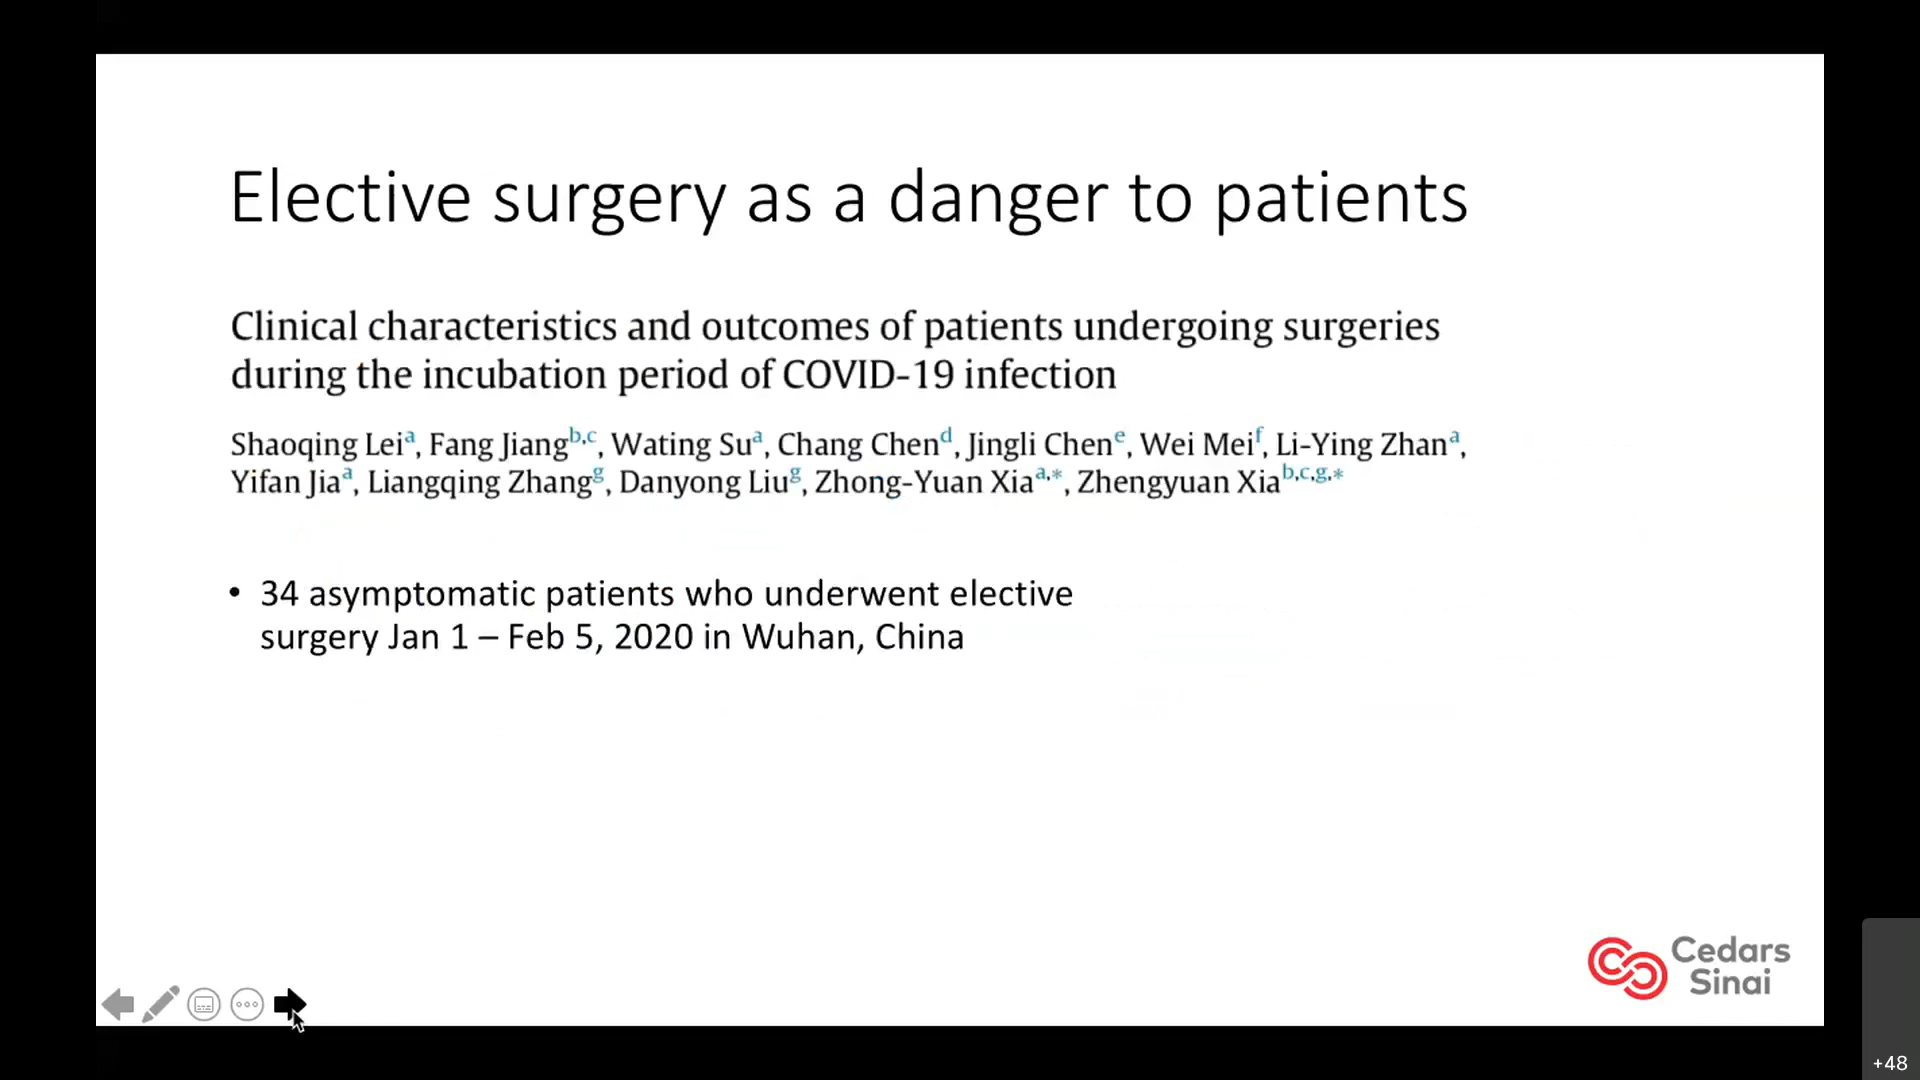 Elective surgery as a danger to patients
Clinical characteristics and outcomes of patients undergoing surgeries
during the incubation period of COVID-19 infection
Shaoqing Leiᵃ, Fang Jiangᵇ,ᶜ, Wating Suᵃ, Chang Chenᵈ, Jingli Chenᵉ, Wei Meiᶠ, Li-Ying Zhanᵃ,
Yifan Jiaᵃ, Liangqing Zhangᵍ, Danyong Liuᵍ, Zhong-Yuan Xiaᵃ,*, Zhengyuan Xiaᵇ,ᶜ,ᵍ,*
• 34 asymptomatic patients who underwent elective
surgery Jan 1 – Feb 5, 2020 in Wuhan, China
Cedars
Sinai
+48